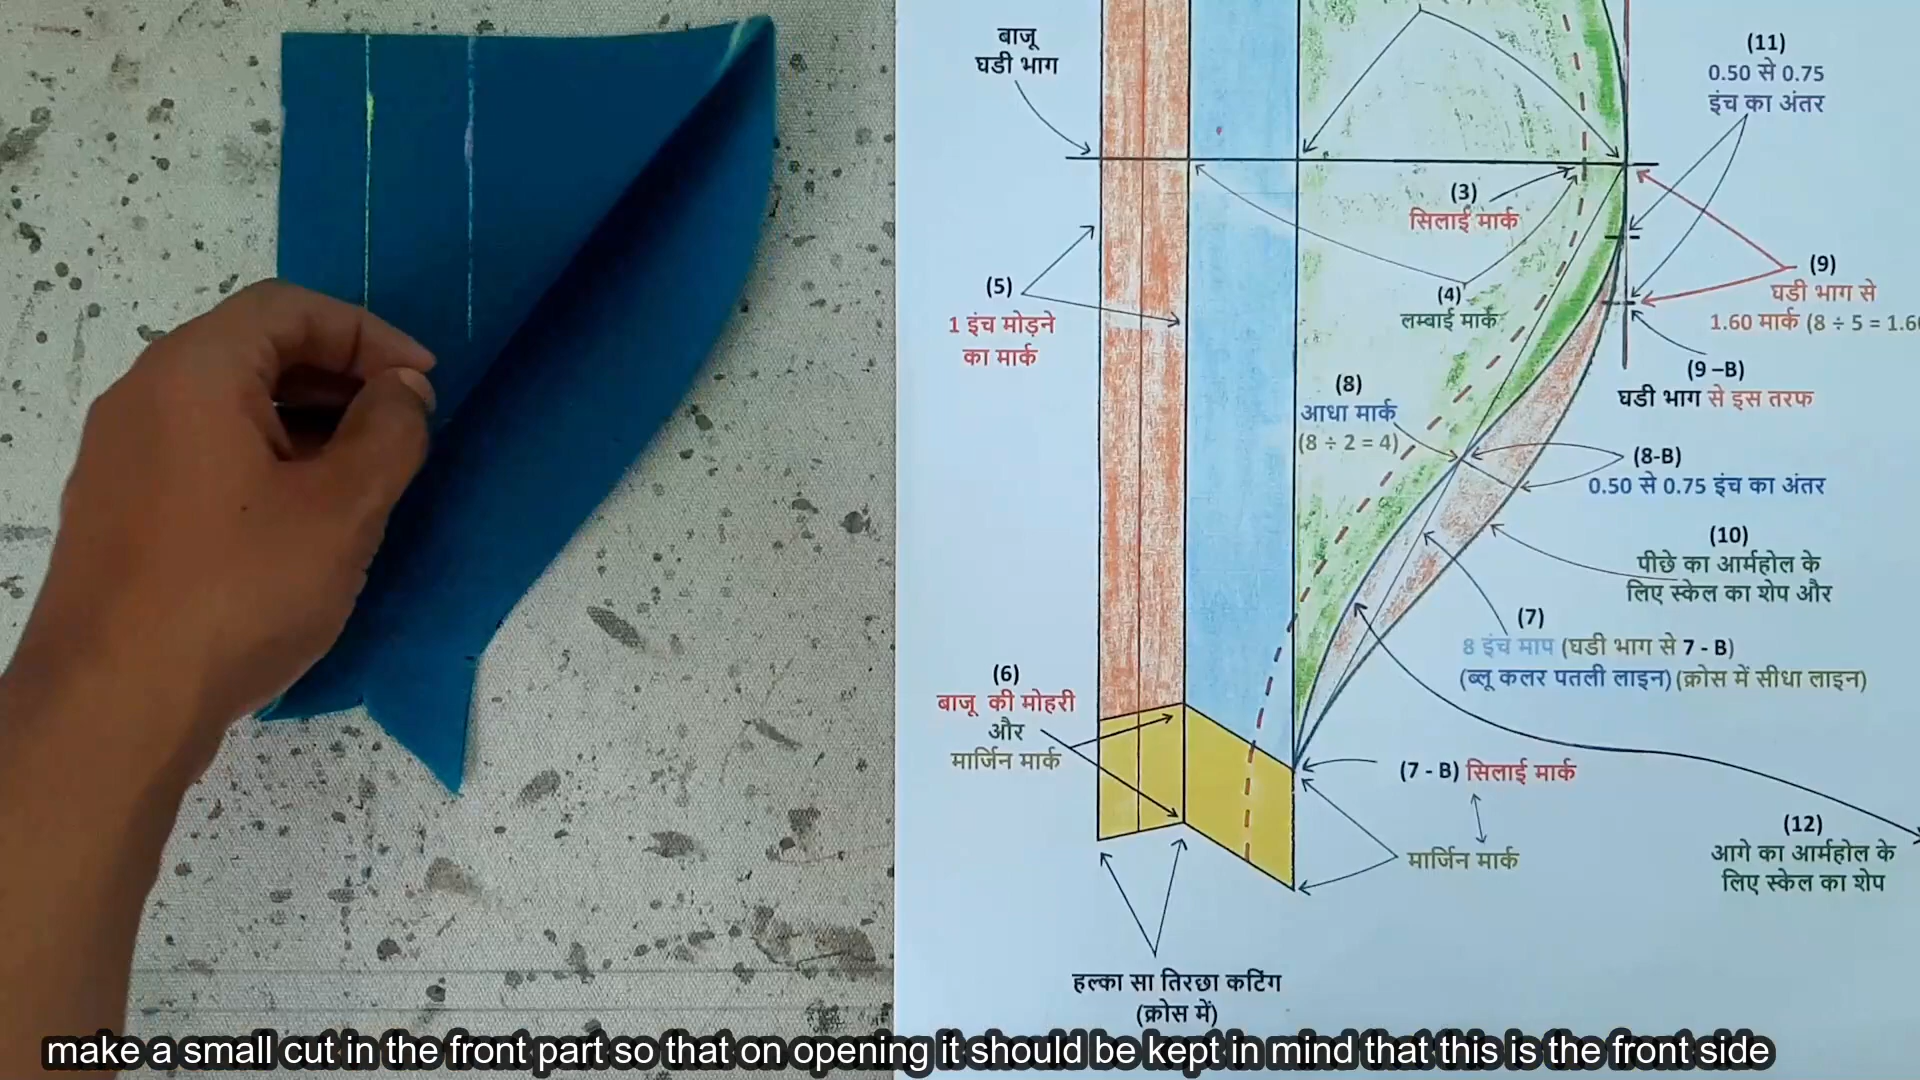 बाजू
घडी भाग
(11)
0.50 से 0.75
इंच का अंतर
(3)
सिलाई मार्क
(5)
1 इंच मोड़ने
का मार्क
(4)
लम्बाई मार्क
(9)
घडी भाग से
1.60 मार्क (8 ÷ 5 = 1.6
(9 –B)
घडी भाग से इस तरफ
(8)
आधा मार्क
(8 ÷ 2 = 4)
(8-B)
0.50 से 0.75 इंच का अंतर
(10)
पीछे का आर्महोल के
लिए स्केल का शेप और
(7)
8 इंच माप (घडी भाग से 7 - B)
(ब्लू कलर पतली लाइन) (क्रोस में सीधा लाइन)
(6)
बाजू की मोहरी
और
मार्जिन मार्क
(7 - B) सिलाई मार्क
मार्जिन मार्क
(12)
आगे का आर्महोल के
लिए स्केल का शेप
हल्का सा तिरछा कटिंग
(क्रोस में)
make a small cut in the front part so that on opening it should be kept in mind that this is the front side